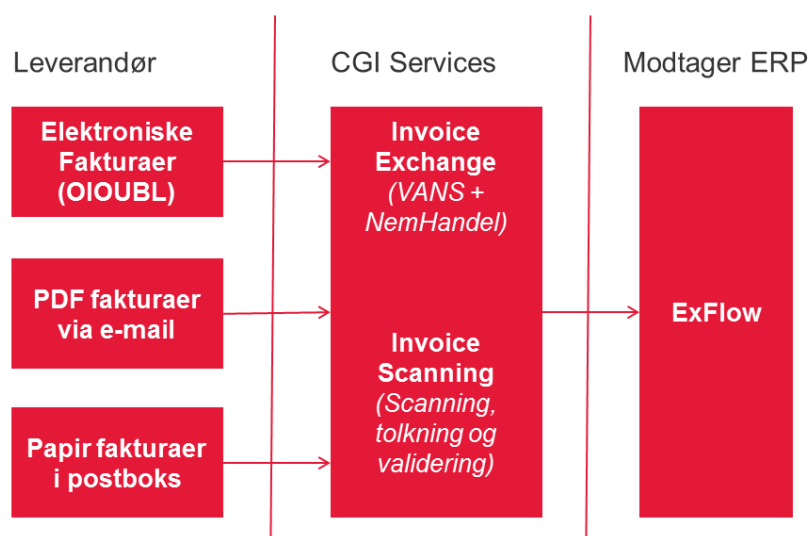 Leverandør
CGI Services
Modtager ERP
Elektroniske
Fakturaer
(OIOUBL)
PDF fakturaer
via e-mail
Papir fakturaer
i postboks
Invoice
Exchange
(VANS +
NemHandel)
Invoice
Scanning
(Scanning,
tolkning og
validering)
ExFlow